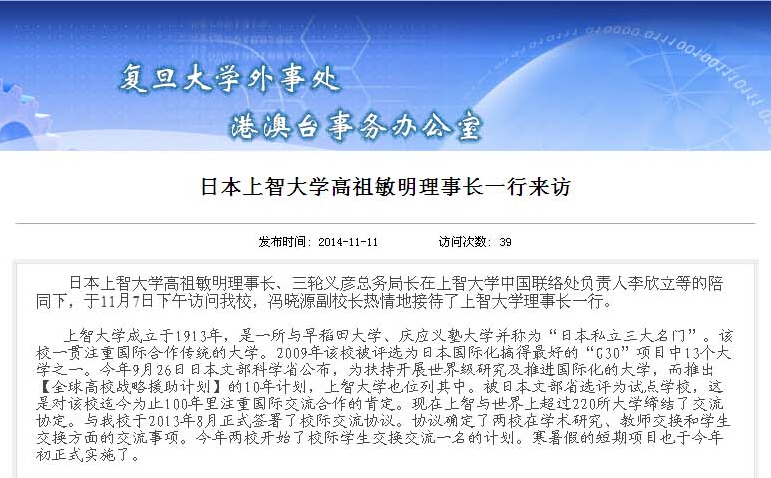 复旦大学外事处
港澳台事务办公室
日本上智大学高祖敏明理事长一行来访
发布时间: 2014-11-11 访问次数: 39
日本上智大学高祖敏明理事长、三轮义彦总务局长在上智大学中国联络处负责人李欣立等的陪
同下，于11月7日下午访问我校，冯晓源副校长热情地接待了上智大学理事长一行。
上智大学成立于1913年，是一所与早稻田大学、庆应义塾大学并称为“日本私立三大名门”。该
校一贯注重国际合作传统的大学。2009年该校被评选为日本国际化搞得最好的“G30”项目中13个大
学之一。今年9月26日日本文部科学省公布，为扶持开展世界级研究及推进国际化的大学，而推出
【全球高校战略援助计划】的10年计划，上智大学也位列其中。被日本文部省选评为试点学校，这
是对该校迄今为止100年里注重国际交流合作的肯定。现在上智与世界上超过220所大学缔结了交流
协定。与我校于2013年8月正式签署了校际交流协议。协议确定了两校在学术研究、教师交换和学生
交换方面的交流事项。今年两校开始了校际学生交换交流一名的计划。寒暑假的短期项目也于今年
初正式实施了。